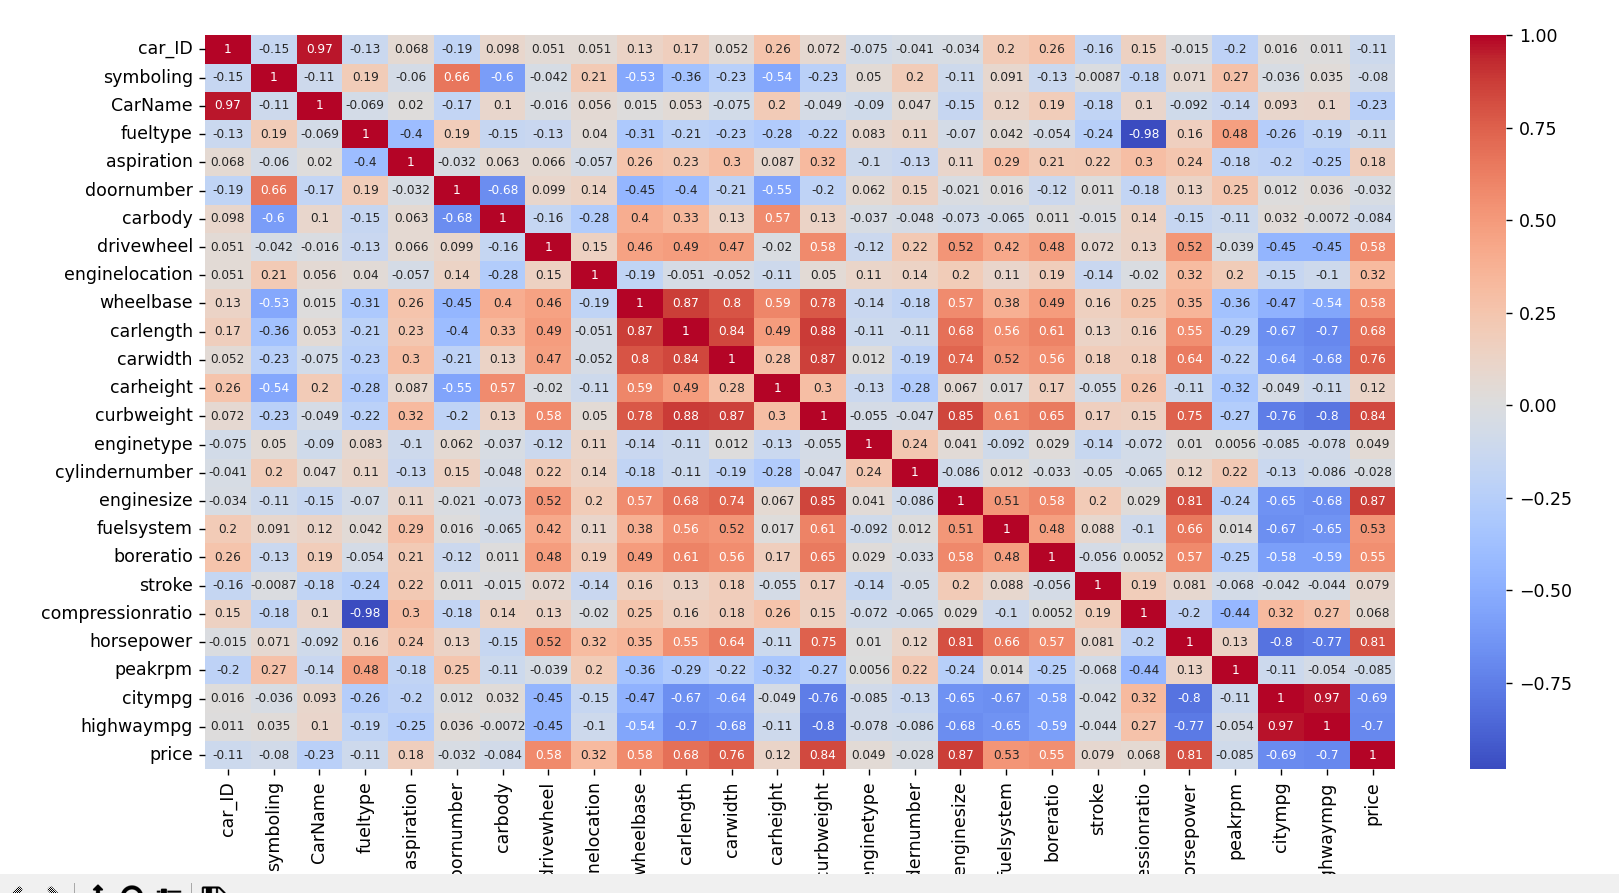 car_ID 1 -0.15 0.97 -0.13 0.068 -0.19 0.098 0.051 0.051 0.13 0.17 0.052 0.26 0.072 -0.075 -0.041 -0.034 0.2 0.26 -0.16 0.15 -0.015 -0.2 0.016 0.011 -0.11 1.00
symboling -0.15 1 -0.11 0.19 -0.06 0.66 -0.6 -0.042 0.21 -0.53 -0.36 -0.23 -0.54 -0.23 0.05 0.2 -0.11 0.091 -0.13 -0.0087 -0.18 0.071 0.27 -0.036 0.035 -0.08
CarName 0.97 -0.11 1 -0.069 0.02 -0.17 0.1 -0.016 0.056 0.015 0.053 -0.075 0.2 -0.049 -0.09 0.047 -0.15 0.12 0.19 -0.18 0.1 -0.092 -0.14 0.093 0.1 -0.23
fueltype -0.13 0.19 -0.069 1 -0.4 0.19 -0.15 -0.13 0.04 -0.31 -0.21 -0.23 -0.28 -0.22 0.083 0.11 -0.07 0.042 -0.054 -0.24 -0.98 0.16 0.48 -0.26 -0.19 -0.11 0.75
aspiration 0.068 -0.06 0.02 -0.4 1 -0.032 0.063 0.066 -0.057 0.26 0.23 0.3 0.087 0.32 -0.1 -0.13 0.11 0.29 0.21 0.22 0.3 0.24 -0.18 -0.2 -0.25 0.18
doornumber -0.19 0.66 -0.17 0.19 -0.032 1 -0.68 0.099 0.14 -0.45 -0.4 -0.21 -0.55 -0.2 0.062 0.15 -0.021 0.016 -0.12 0.011 -0.18 0.13 0.25 0.012 0.036 -0.032
carbody 0.098 -0.6 0.1 -0.15 0.063 -0.68 1 -0.16 -0.28 0.4 0.33 0.13 0.57 0.13 -0.037 -0.048 -0.073 -0.065 0.011 -0.015 0.14 -0.15 -0.11 0.032 -0.0072 -0.084 0.50
drivewheel 0.051 -0.042 -0.016 -0.13 0.066 0.099 -0.16 1 0.15 0.46 0.49 0.47 -0.02 0.58 -0.12 0.22 0.52 0.42 0.48 0.072 0.13 0.52 -0.039 -0.45 -0.45 0.58
enginelocation 0.051 0.21 0.056 0.04 -0.057 0.14 -0.28 0.15 1 -0.19 -0.051 -0.052 -0.11 0.05 0.11 0.14 0.2 0.11 0.19 -0.14 -0.02 0.32 0.2 -0.15 -0.1 0.32
wheelbase 0.13 -0.53 0.015 -0.31 0.26 -0.45 0.4 0.46 -0.19 1 0.87 0.8 0.59 0.78 -0.14 -0.18 0.57 0.38 0.49 0.16 0.25 0.35 -0.36 -0.47 -0.54 0.58 0.25
carlength 0.17 -0.36 0.053 -0.21 0.23 -0.4 0.33 0.49 -0.051 0.87 1 0.84 0.49 0.88 -0.11 -0.11 0.68 0.56 0.61 0.13 0.16 0.55 -0.29 -0.67 -0.7 0.68
carwidth 0.052 -0.23 -0.075 -0.23 0.3 -0.21 0.13 0.47 -0.052 0.8 0.84 1 0.28 0.87 0.012 -0.19 0.74 0.52 0.56 0.18 0.18 0.64 -0.22 -0.64 -0.68 0.76
carheight 0.26 -0.54 0.2 -0.28 0.087 -0.55 0.57 -0.02 -0.11 0.59 0.49 0.28 1 0.3 -0.13 -0.28 0.067 0.017 0.17 -0.055 0.26 -0.11 -0.32 -0.049 -0.11 0.12 0.00
curbweight 0.072 -0.23 -0.049 -0.22 0.32 -0.2 0.13 0.58 0.05 0.78 0.88 0.87 0.3 1 -0.055 -0.047 0.85 0.61 0.65 0.17 0.15 0.75 -0.27 -0.76 -0.8 0.84
enginetype -0.075 0.05 -0.09 0.083 -0.1 0.062 -0.037 -0.12 0.11 -0.14 -0.11 0.012 -0.13 -0.055 1 0.24 0.041 -0.092 0.029 -0.14 -0.072 0.01 0.0056 -0.085 -0.078 0.049
cylindernumber -0.041 0.2 0.047 0.11 -0.13 0.15 -0.048 0.22 0.14 -0.18 -0.11 -0.19 -0.28 -0.047 0.24 1 -0.086 0.012 -0.033 -0.05 -0.065 0.12 0.22 -0.13 -0.086 -0.028
enginesize -0.034 -0.11 -0.15 -0.07 0.11 -0.021 -0.073 0.52 0.2 0.57 0.68 0.74 0.067 0.85 0.041 -0.086 1 0.51 0.58 0.2 0.029 0.81 -0.24 -0.65 -0.68 0.87 −0.25
fuelsystem 0.2 0.091 0.12 0.042 0.29 0.016 -0.065 0.42 0.11 0.38 0.56 0.52 0.017 0.61 -0.092 0.012 0.51 1 0.48 0.088 -0.1 0.66 0.014 -0.67 -0.65 0.53
boreratio 0.26 -0.13 0.19 -0.054 0.21 -0.12 0.011 0.48 0.19 0.49 0.61 0.56 0.17 0.65 0.029 -0.033 0.58 0.48 1 -0.056 0.0052 0.57 -0.25 -0.58 -0.59 0.55
stroke -0.16 -0.0087 -0.18 -0.24 0.22 0.011 -0.015 0.072 -0.14 0.16 0.13 0.18 -0.055 0.17 -0.14 -0.05 0.2 0.088 -0.056 1 0.19 0.081 -0.068 -0.042 -0.044 0.079 −0.50
compressionratio 0.15 -0.18 0.1 -0.98 0.3 -0.18 0.14 0.13 -0.02 0.25 0.16 0.18 0.26 0.15 -0.072 -0.065 0.029 -0.1 0.0052 0.19 1 -0.2 -0.44 0.32 0.27 0.068
horsepower -0.015 0.071 -0.092 0.16 0.24 0.13 -0.15 0.52 0.32 0.35 0.55 0.64 -0.11 0.75 0.01 0.12 0.81 0.66 0.57 0.081 -0.2 1 0.13 -0.8 -0.77 0.81
peakrpm -0.2 0.27 -0.14 0.48 -0.18 0.25 -0.11 -0.039 0.2 -0.36 -0.29 -0.22 -0.32 -0.27 0.0056 0.22 -0.24 0.014 -0.25 -0.068 -0.44 0.13 1 -0.11 -0.054 -0.085 −0.75
citympg 0.016 -0.036 0.093 -0.26 -0.2 0.012 0.032 -0.45 -0.15 -0.47 -0.67 -0.64 -0.049 -0.76 -0.085 -0.13 -0.65 -0.67 -0.58 -0.042 0.32 -0.8 -0.11 1 0.97 -0.69
highwaympg 0.011 0.035 0.1 -0.19 -0.25 0.036 -0.0072 -0.45 -0.1 -0.54 -0.7 -0.68 -0.11 -0.8 -0.078 -0.086 -0.68 -0.65 -0.59 -0.044 0.27 -0.77 -0.054 0.97 1 -0.7
price -0.11 -0.08 -0.23 -0.11 0.18 -0.032 -0.084 0.58 0.32 0.58 0.68 0.76 0.12 0.84 0.049 -0.028 0.87 0.53 0.55 0.079 0.068 0.81 -0.085 -0.69 -0.7 1
car_ID symboling CarName fueltype aspiration oornumber carbody drivewheel nelocation wheelbase carlength carwidth carheight curbweight enginetype dernumber enginesize fuelsystem boreratio stroke essionratio orsepower peakrpm citympg ghwaympg price